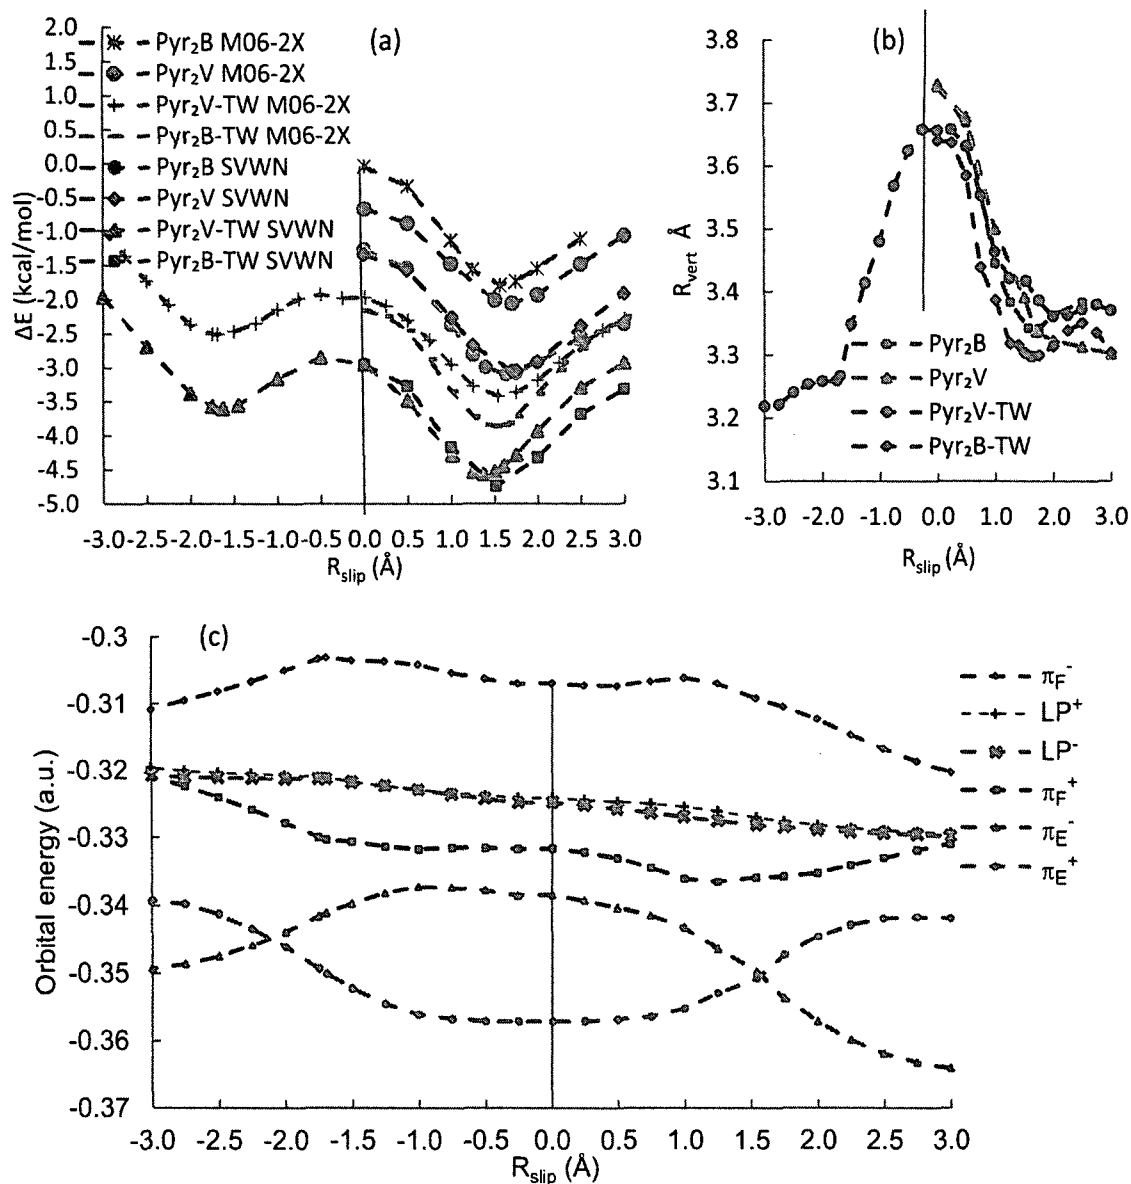 (a)
2.0
1.5
1.0
0.5
0.0
-0.5
-1.0
-1.5
-2.0
-2.5
-3.0
-3.5
-4.0
-4.5
-5.0
ΔE (kcal/mol)
Pyr₂B M06-2X
Pyr₂V M06-2X
Pyr₂V-TW M06-2X
Pyr₂B-TW M06-2X
Pyr₂B SVWN
Pyr₂V SVWN
Pyr₂V-TW SVWN
Pyr₂B-TW SVWN
-3.0 -2.5 -2.0 -1.5 -1.0 -0.5 0.0 0.5 1.0 1.5 2.0 2.5 3.0
R_slip (Å)
(b)
3.8
3.7
3.6
3.5
3.4
3.3
3.2
3.1
R_vert Å
Pyr₂B
Pyr₂V
Pyr₂V-TW
Pyr₂B-TW
-3.0 -2.0 -1.0 0.0 1.0 2.0 3.0
R_slip (Å)
(c)
-0.3
-0.31
-0.32
-0.33
-0.34
-0.35
-0.36
-0.37
Orbital energy (a.u.)
π_F⁻
LP⁺
LP⁻
π_F⁺
π_E⁻
π_E⁺
-3.0 -2.5 -2.0 -1.5 -1.0 -0.5 0.0 0.5 1.0 1.5 2.0 2.5 3.0
R_slip (Å)